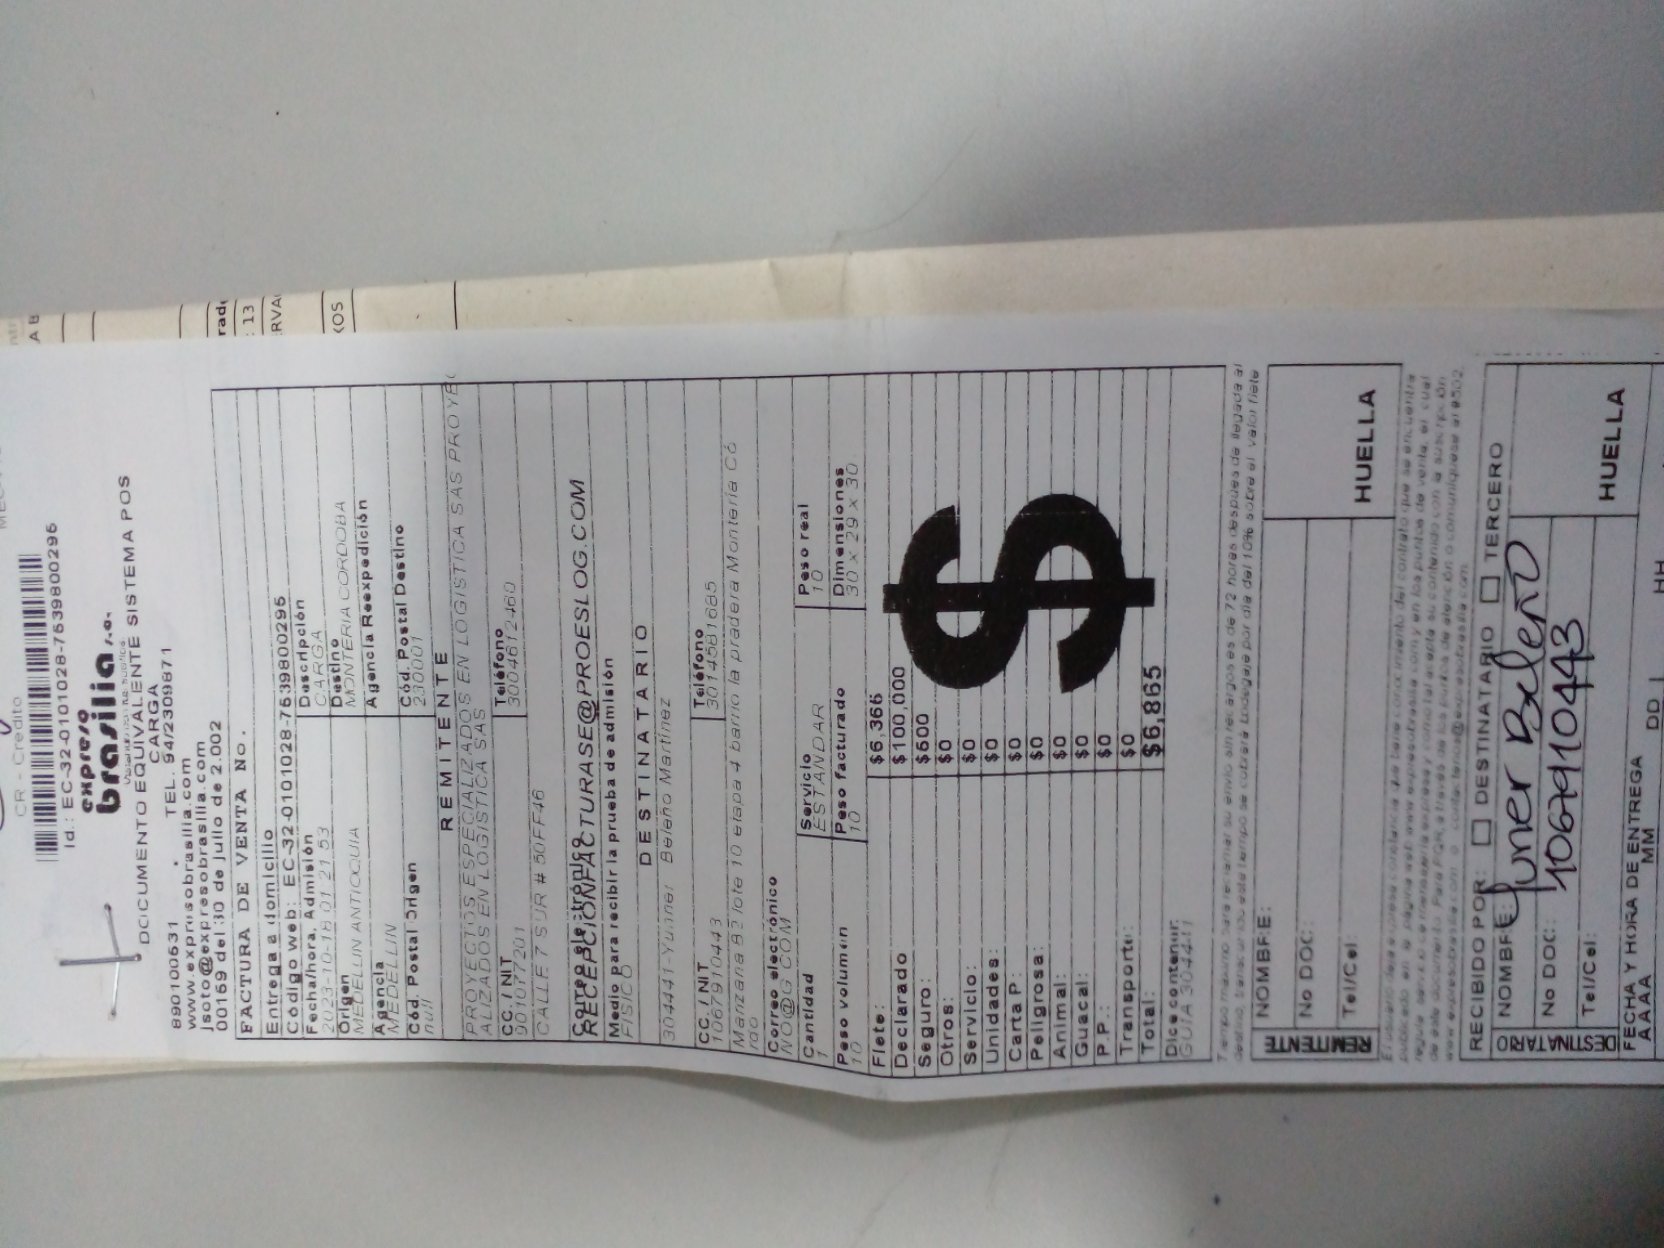 CR - Credito
Id.: EC-32-0101028-7639800295
expreso
brasilia s.a.
DOCUMENTO EQUIVALENTE SISTEMA POS
CARGA
890100531 TEL. 94/2309871
www.expresobrasilia.com
jsoto@expresobrasilia.com
00169 del 30 de julio de 2.002
FACTURA DE VENTA No.
Entrega a domicilio
Código web: EC-32-0101028-7639800295
Fecha/hora. Admisión Descripción
2023-10-18 01 21 53 CARGA
Origen Destino
MEDELLIN ANTIOQUIA MONTERIA CORDOBA
Agencia Agencia Reexpedición
MEDELLIN
Cód. Postal Origen Cód. Postal Destino
null 230001
REMITENTE
PROYECTOS ESPECIALIZADOS EN LOGISTICA SAS PROYEC
ALIZADOS EN LOGISTICA SAS
CC. / NIT Teléfono
901077201 3004612460
CALLE 7 SUR # 50FF46
RECEPCIONFACTURASE@PROESLOG.COM
Medio para recibir la prueba de admisión
FISICO
DESTINATARIO
304441-Yuiner Beleño Martinez
CC. / NIT Teléfono
1067910443 3014581685
Manzana 82 lote 10 etapa 4 barrio la pradera Montería Có
Correo electrónico
NO@G.COM
Cantidad Servicio Peso real
1 ESTANDAR 10
Peso volumen Peso facturado Dimensiones
10 10 30 x 29 x 30
Flete: $6,366
Declarado $100,000
Seguro: $500
Otros: $0
Servicio: $0
Unidades: $0
Carta P: $0
Peligrosa: $0
Animal: $0
Guacal: $0
P.P.: $0
Transporte: $0
Total: $6,865
$
Dice contener:
GUIA 304441
REMITENTE
NOMBRE:
No DOC:
Tel/Cel:
HUELLA
RECIBIDO POR: DESTINATARIO TERCERO
DESTINATARIO
NOMBRE: Yuner Beleño
No DOC: 1067910443
Tel/Cel:
HUELLA
FECHA Y HORA DE ENTREGA
AAAA MM DD HH